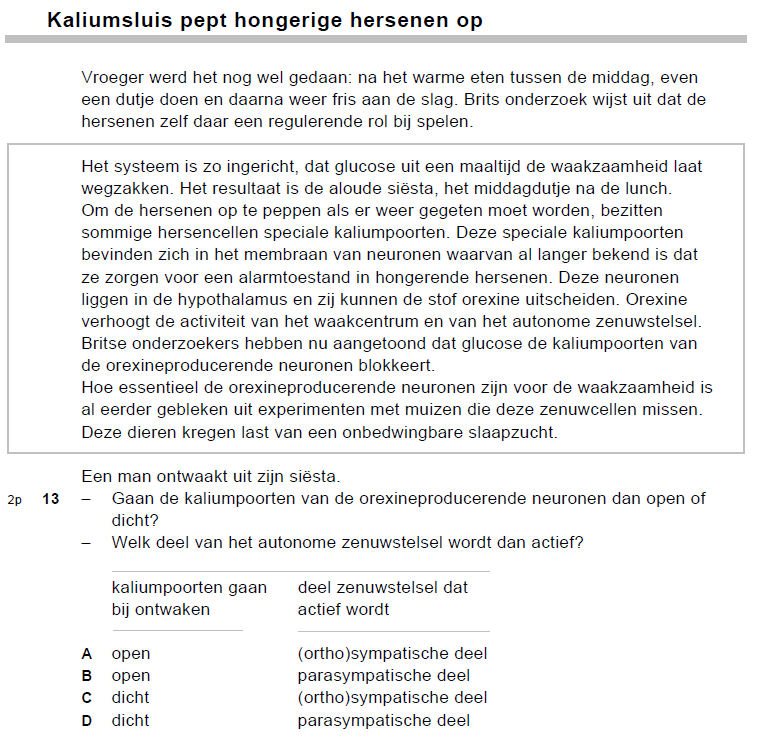 Kaliumsluis pept hongerige hersenen op
Vroeger werd het nog wel gedaan: na het warme eten tussen de middag, even
een dutje doen en daarna weer fris aan de slag. Brits onderzoek wijst uit dat de
hersenen zelf daar een regulerende rol bij spelen.
Het systeem is zo ingericht, dat glucose uit een maaltijd de waakzaamheid laat
wegzakken. Het resultaat is de aloude siësta, het middagdutje na de lunch.
Om de hersenen op te peppen als er weer gegeten moet worden, bezitten
sommige hersencellen speciale kaliumpoorten. Deze speciale kaliumpoorten
bevinden zich in het membraan van neuronen waarvan al langer bekend is dat
ze zorgen voor een alarmtoestand in hongerende hersenen. Deze neuronen
liggen in de hypothalamus en zij kunnen de stof orexine uitscheiden. Orexine
verhoogt de activiteit van het waakcentrum en van het autonome zenuwstelsel.
Britse onderzoekers hebben nu aangetoond dat glucose de kaliumpoorten van
de orexineproducerende neuronen blokkeert.
Hoe essentieel de orexineproducerende neuronen zijn voor de waakzaamheid is
al eerder gebleken uit experimenten met muizen die deze zenuwcellen missen.
Deze dieren kregen last van een onbedwingbare slaapzucht.
Een man ontwaakt uit zijn siësta.
2p 13 – Gaan de kaliumpoorten van de orexineproducerende neuronen dan open of
dicht?
– Welk deel van het autonome zenuwstelsel wordt dan actief?
kaliumpoorten gaan deel zenuwstelsel dat
bij ontwaken actief wordt
A open (ortho)sympatische deel
B open parasympatische deel
C dicht (ortho)sympatische deel
D dicht parasympatische deel